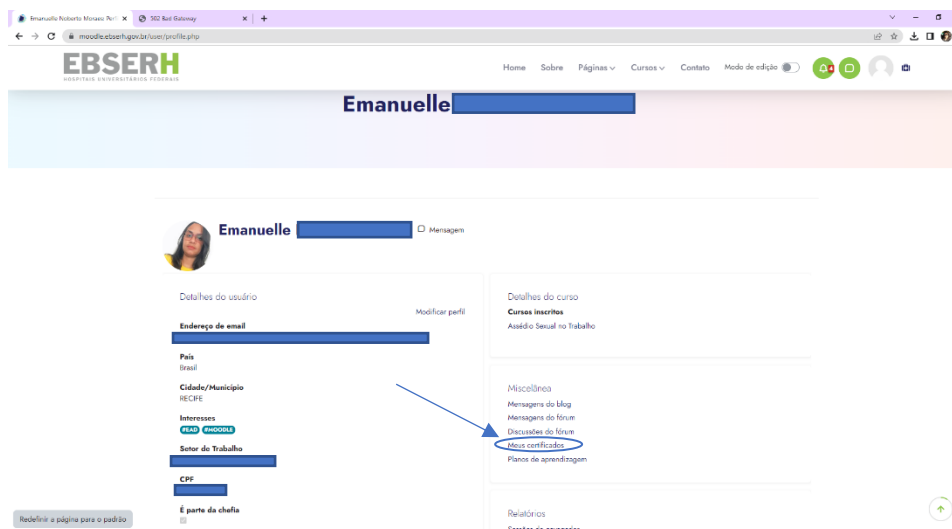 502 Bad Gateway
moodle.ebserh.gov.br/user/profile.php
EBSERH
HOSPITAIS UNIVERSITÁRIOS FEDERAIS
Home Sobre Páginas Cursos Contato Modo de edição
Emanuelle
Emanuelle
Mensagem
Detalhes do usuário
Modificar perfil
Endereço de email
País
Brasil
Cidade/Município
RECIFE
Interesses
#EAD #MOODLE
Setor de Trabalho
CPF
É parte da chefia
Detalhes do curso
Cursos inscritos
Assédio Sexual no Trabalho
Miscelânea
Mensagens do blog
Mensagens do fórum
Discussões do fórum
Meus certificados
Planos de aprendizagem
Relatórios
Redefinir a página para o padrão